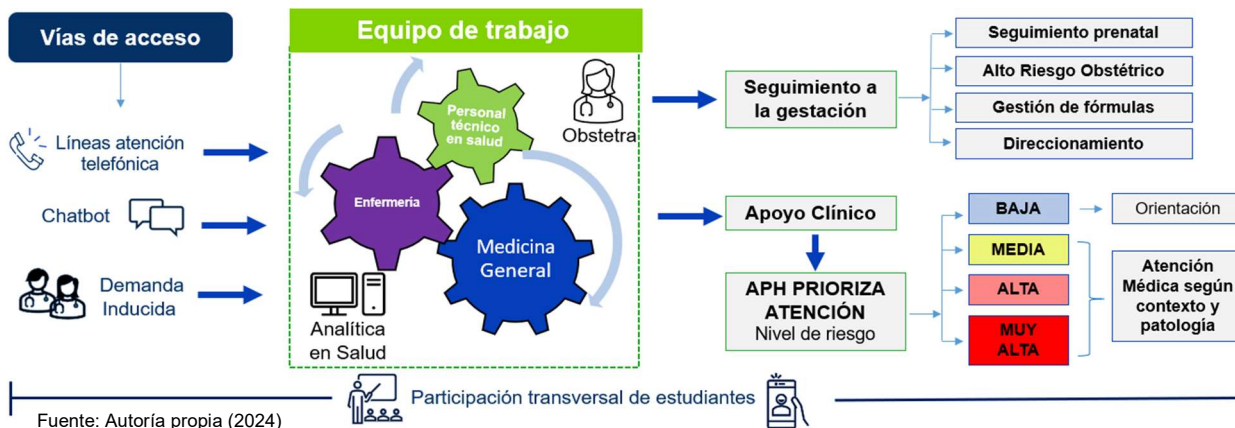 Vías de acceso
Líneas atención
telefónica
Chatbot
Demanda
Inducida
Equipo de trabajo
Personal
técnico
en salud
Obstetra
Enfermería
Medicina
General
Analítica
en Salud
Seguimiento a
la gestación
Seguimiento prenatal
Alto Riesgo Obstétrico
Gestión de fórmulas
Direccionamiento
Apoyo Clínico
APH PRIORIZA
ATENCIÓN
Nivel de riesgo
BAJA
Orientación
MEDIA
ALTA
MUY
ALTA
Atención
Médica según
contexto y
patología
Participación transversal de estudiantes
Fuente: Autoría propia (2024)